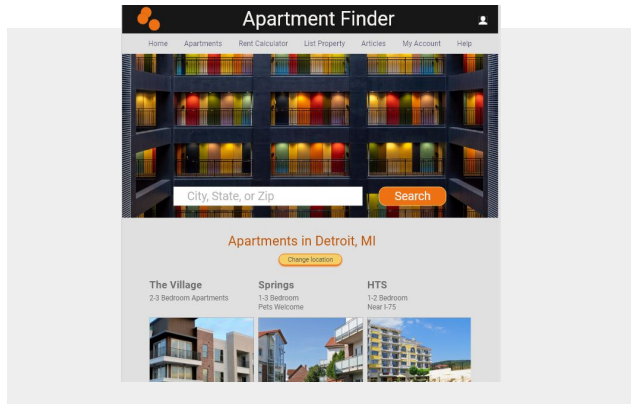 Apartment Finder
Home Apartments Rent Calculator List Property Articles My Account Help
City, State, or Zip Search
Apartments in Detroit, MI
Change location
The Village Springs HTS
2-3 Bedroom Apartments 1-3 Bedroom 1-2 Bedroom
Pets Welcome Near I-75